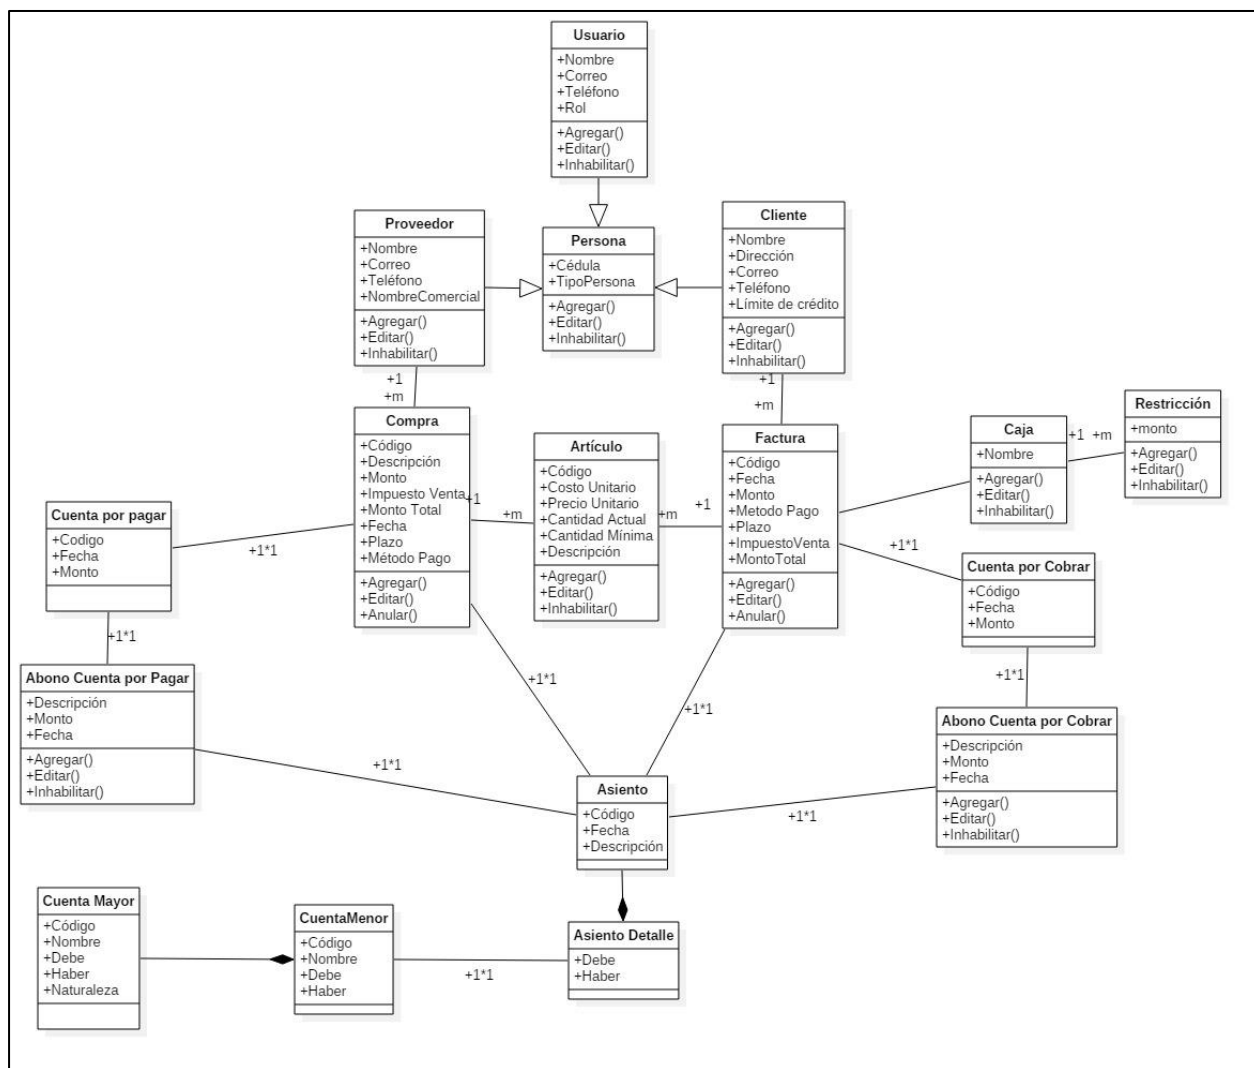 Usuario
+Nombre
+Correo
+Teléfono
+Rol
+Agregar()
+Editar()
+Inhabilitar()
Proveedor
+Nombre
+Correo
+Teléfono
+NombreComercial
+Agregar()
+Editar()
+Inhabilitar()
Persona
+Cédula
+TipoPersona
+Agregar()
+Editar()
+Inhabilitar()
Cliente
+Nombre
+Dirección
+Correo
+Teléfono
+Límite de crédito
+Agregar()
+Editar()
+Inhabilitar()
+1
+m
+1
+m
Compra
+Código
+Descripción
+Monto
+Impuesto Venta
+Monto Total
+Fecha
+Plazo
+Método Pago
+Agregar()
+Editar()
+Anular()
+1
+m
Artículo
+Código
+Costo Unitario
+Precio Unitario
+Cantidad Actual
+Cantidad Mínima
+Descripción
+Agregar()
+Editar()
+Inhabilitar()
+m
+1
Factura
+Código
+Fecha
+Monto
+Metodo Pago
+Plazo
+ImpuestoVenta
+MontoTotal
+Agregar()
+Editar()
+Anular()
Caja
+Nombre
+Agregar()
+Editar()
+Inhabilitar()
+1
+m
Restricción
+monto
+Agregar()
+Editar()
+Inhabilitar()
Cuenta por pagar
+Codigo
+Fecha
+Monto
+1*1
+1*1
+1*1
Cuenta por Cobrar
+Código
+Fecha
+Monto
+1*1
Abono Cuenta por Pagar
+Descripción
+Monto
+Fecha
+Agregar()
+Editar()
+Inhabilitar()
+1*1
+1*1
+1*1
+1*1
Abono Cuenta por Cobrar
+Descripción
+Monto
+Fecha
+Agregar()
+Editar()
+Inhabilitar()
Asiento
+Código
+Fecha
+Descripción
Cuenta Mayor
+Código
+Nombre
+Debe
+Haber
+Naturaleza
CuentaMenor
+Código
+Nombre
+Debe
+Haber
+1*1
Asiento Detalle
+Debe
+Haber